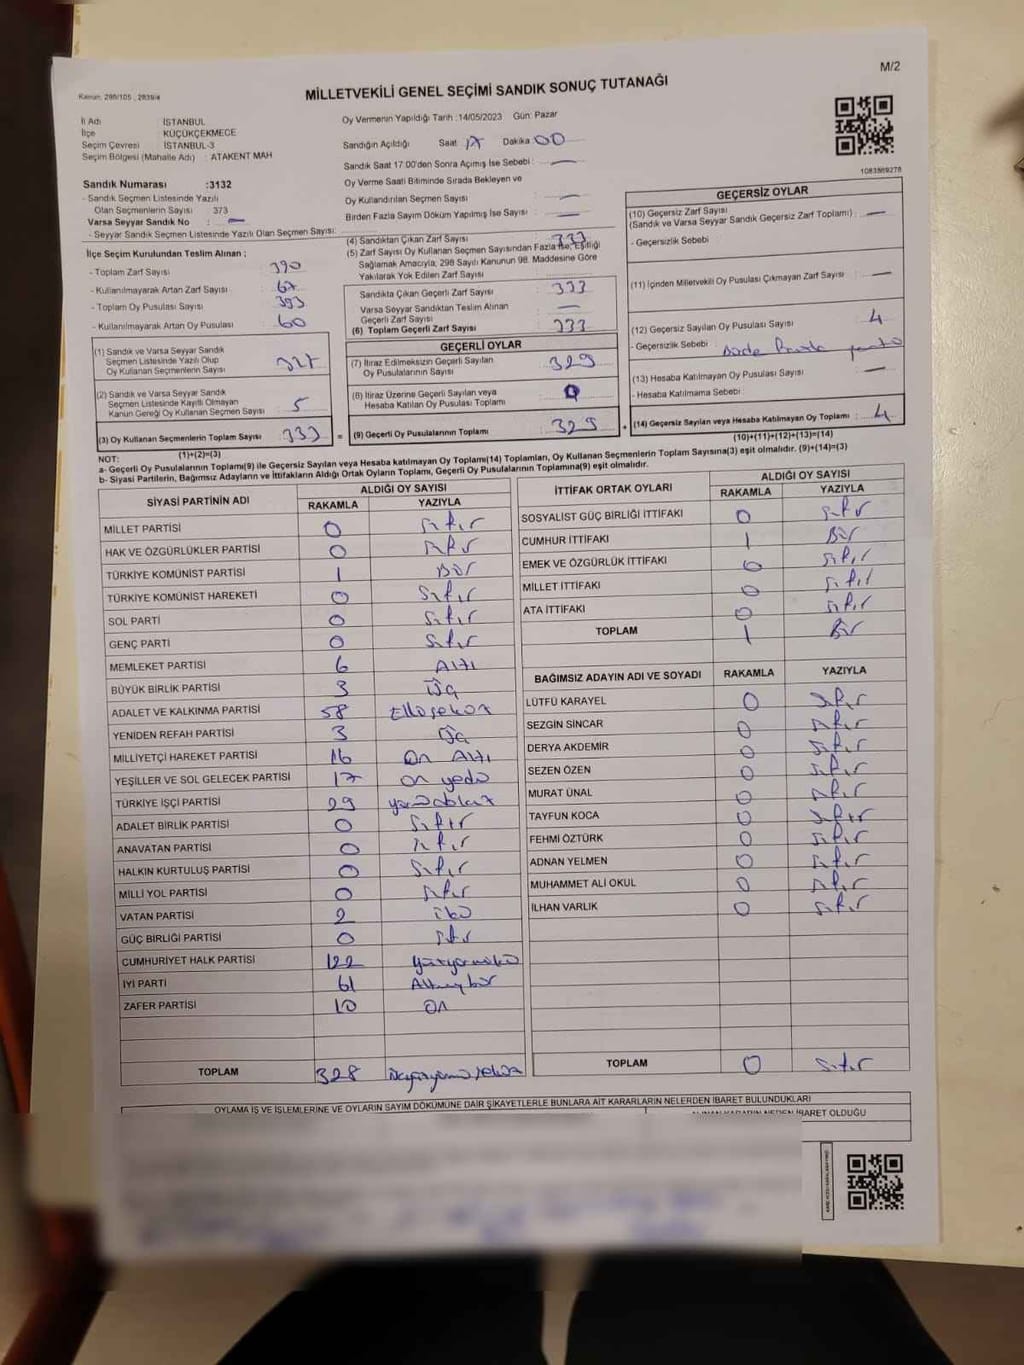 M/2
Kanun: 298/105 , 2839/4
MİLLETVEKİLİ GENEL SEÇİMİ SANDIK SONUÇ TUTANAĞI
İl Adı : İSTANBUL
İlçe : KÜÇÜKÇEKMECE
Seçim Çevresi : İSTANBUL-3
Seçim Bölgesi (Mahalle Adı) : ATAKENT MAH
Sandık Numarası :3132
- Sandık Seçmen Listesinde Yazılı
Olan Seçmenlerin Sayısı 373
Varsa Seyyar Sandık No : —
- Seyyar Sandık Seçmen Listesinde Yazılı Olan Seçmen Sayısı:
Oy Vermenin Yapıldığı Tarih :14/05/2023 Gün: Pazar
Sandığın Açıldığı Saat 17 Dakika 00
Sandık Saat 17:00'den Sonra Açımış İse Sebebi : —
Oy Verme Saati Bitiminde Sırada Bekleyen ve
Oy Kullandırılan Seçmen Sayısı : —
Birden Fazla Sayım Döküm Yapılmış İse Sayısı : —
1083569278
İlçe Seçim Kurulundan Teslim Alınan :
- Toplam Zarf Sayısı : 390
- Kullanılmayarak Artan Zarf Sayısı : 67
- Toplam Oy Pusulası Sayısı : 393
- Kullanılmayarak Artan Oy Pusulası : 60
(1) Sandık ve Varsa Seyyar Sandık
Seçmen Listesinde Yazılı Olup
Oy Kullanan Seçmenlerin Sayısı :
(2) Sandık ve Varsa Seyyar Sandık
Seçmen Listesinde Kayıtlı Olmayan
Kanun Gereği Oy Kullanan Seçmen Sayısı : 5
(3) Oy Kullanan Seçmenlerin Toplam Sayısı : 333
(1)+(2)=(3)
(4) Sandıktan Çıkan Zarf Sayısı : 333
(5) Zarf Sayısı Oy Kullanan Seçmen Sayısından Fazla İse, Eşitliği
Sağlamak Amacıyla, 298 Sayılı Kanunun 98. Maddesine Göre
Yakılarak Yok Edilen Zarf Sayısı : —
Sandıkta Çıkan Geçerli Zarf Sayısı : 333
Varsa Seyyar Sandıktan Teslim Alınan
Geçerli Zarf Sayısı : —
(6) Toplam Geçerli Zarf Sayısı : 333
GEÇERLİ OYLAR
(7) İtiraz Edilmeksizin Geçerli Sayılan
Oy Pusulalarının Sayısı : 329
(8) İtiraz Üzerine Geçerli Sayılan veya
Hesaba Katılan Oy Pusulası Toplamı : 0
= (9) Geçerli Oy Pusulalarının Toplamı : 329
GEÇERSİZ OYLAR
(10) Geçersiz Zarf Sayısı
(Sandık ve Varsa Seyyar Sandık Geçersiz Zarf Toplamı) : —
- Geçersizlik Sebebi :
(11) İçinden Milletvekili Oy Pusulası Çıkmayan Zarf Sayısı : —
(12) Geçersiz Sayılan Oy Pusulası Sayısı : 4
- Geçersizlik Sebebi :
(13) Hesaba Katılmayan Oy Pusulası Sayısı : —
- Hesaba Katılmama Sebebi :
+ (14) Geçersiz Sayılan veya Hesaba Katılmayan Oy Toplamı : 4
(10)+(11)+(12)+(13)=(14)
NOT:
a- Geçerli Oy Pusulalarının Toplamı(9) ile Geçersiz Sayılan veya Hesaba katılmayan Oy Toplamı(14) Toplamları, Oy Kullanan Seçmenlerin Toplam Sayısına(3) eşit olmalıdır. (9)+(14)=(3)
b- Siyasi Partilerin, Bağımsız Adayların ve İttifakların Aldığı Ortak Oyların Toplamı, Geçerli Oy Pusulalarının Toplamına(9) eşit olmalıdır.
SİYASİ PARTİNİN ADI ALDIĞI OY SAYISI
RAKAMLA YAZIYLA
MİLLET PARTİSİ 0 sıfır
HAK VE ÖZGÜRLÜKLER PARTİSİ 0 sıfır
TÜRKİYE KOMÜNİST PARTİSİ 1 Bir
TÜRKİYE KOMÜNİST HAREKETİ 0 Sıfır
SOL PARTİ 0 Sıfır
GENÇ PARTİ 0 Sıfır
MEMLEKET PARTİSİ 6 Altı
BÜYÜK BİRLİK PARTİSİ 3 Üç
ADALET VE KALKINMA PARTİSİ 58 Ellisekiz
YENİDEN REFAH PARTİSİ 3 Üç
MİLLİYETÇİ HAREKET PARTİSİ 16 On Altı
YEŞİLLER VE SOL GELECEK PARTİSİ 17 on yedi
TÜRKİYE İŞÇİ PARTİSİ 29
ADALET BİRLİK PARTİSİ 0 Sıfır
ANAVATAN PARTİSİ 0 sıfır
HALKIN KURTULUŞ PARTİSİ 0 Sıfır
MİLLİ YOL PARTİSİ 0 sıfır
VATAN PARTİSİ 2 iki
GÜÇ BİRLİĞİ PARTİSİ 0 sıfır
CUMHURİYET HALK PARTİSİ 122 yüzyirmiiki
İYİ PARTİ 61 Altmışbir
ZAFER PARTİSİ 10 On
TOPLAM 328 üçyüzyirmisekiz
İTTİFAK ORTAK OYLARI ALDIĞI OY SAYISI
RAKAMLA YAZIYLA
SOSYALİST GÜÇ BİRLİĞİ İTTİFAKI 0 sıfır
CUMHUR İTTİFAKI 1 Bir
EMEK VE ÖZGÜRLÜK İTTİFAKI 0 sıfır
MİLLET İTTİFAKI 0 sıfır
ATA İTTİFAKI 0 sıfır
TOPLAM 1 Bir
BAĞIMSIZ ADAYIN ADI VE SOYADI RAKAMLA YAZIYLA
LÜTFÜ KARAYEL 0 sıfır
SEZGİN SİNCAR 0 sıfır
DERYA AKDEMİR 0 sıfır
SEZEN ÖZEN 0 sıfır
MURAT ÜNAL 0 sıfır
TAYFUN KOCA 0 sıfır
FEHMİ ÖZTÜRK 0 sıfır
ADNAN YELMEN 0 sıfır
MUHAMMET ALİ OKUL 0 sıfır
İLHAN VARLIK 0 sıfır
TOPLAM 0 Sıfır
OYLAMA İŞ VE İŞLEMLERİNE VE OYLARIN SAYIM DÖKÜMÜNE DAİR ŞİKAYETLERLE BUNLARA AİT KARARLARIN NELERDEN İBARET BULUNDUKLARI
ALINAN KARARIN NEDEN İBARET OLDUĞU